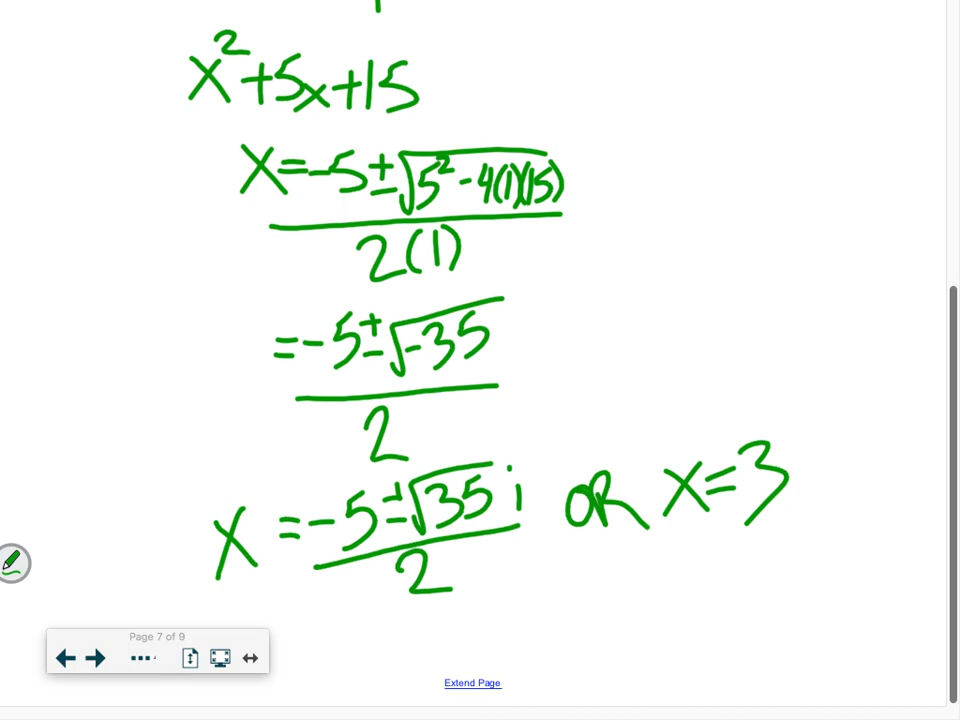 x²+5x+15
x=-5±√5²-4(1)(15)
2(1)
=-5±√-35
2
x=-5±√35 i OR x=3
2
Page 7 of 9
Extend Page